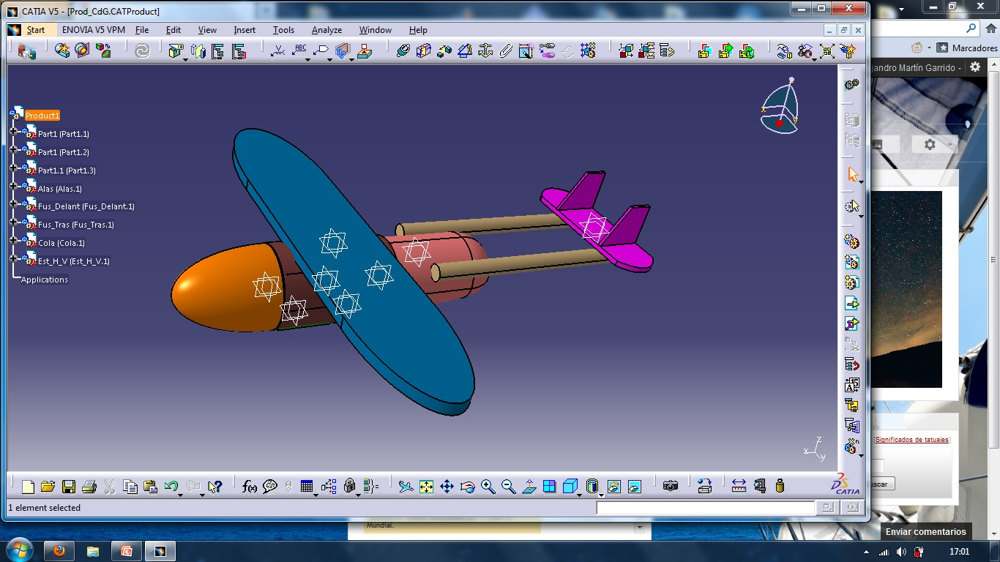 CATIA V5 - [Prod_CdG.CATProduct]
Start ENOVIA V5 VPM File Edit View Insert Tools Analyze Window Help
Marcadores
ABC
jandro Martín Garrido -
Product1
Part1 (Part1.1)
Part1 (Part1.2)
Part1.1 (Part1.3)
Alas (Alas.1)
Fus_Delant (Fus_Delant.1)
Fus_Tras (Fus_Tras.1)
Cola (Cola.1)
Est_H_V (Est_H_V.1)
Applications
z
x
y
[Significados de tatuajes]
uscar
f(x)
CATIA
1 element selected
Mundial.
Enviar comentarios
17:01